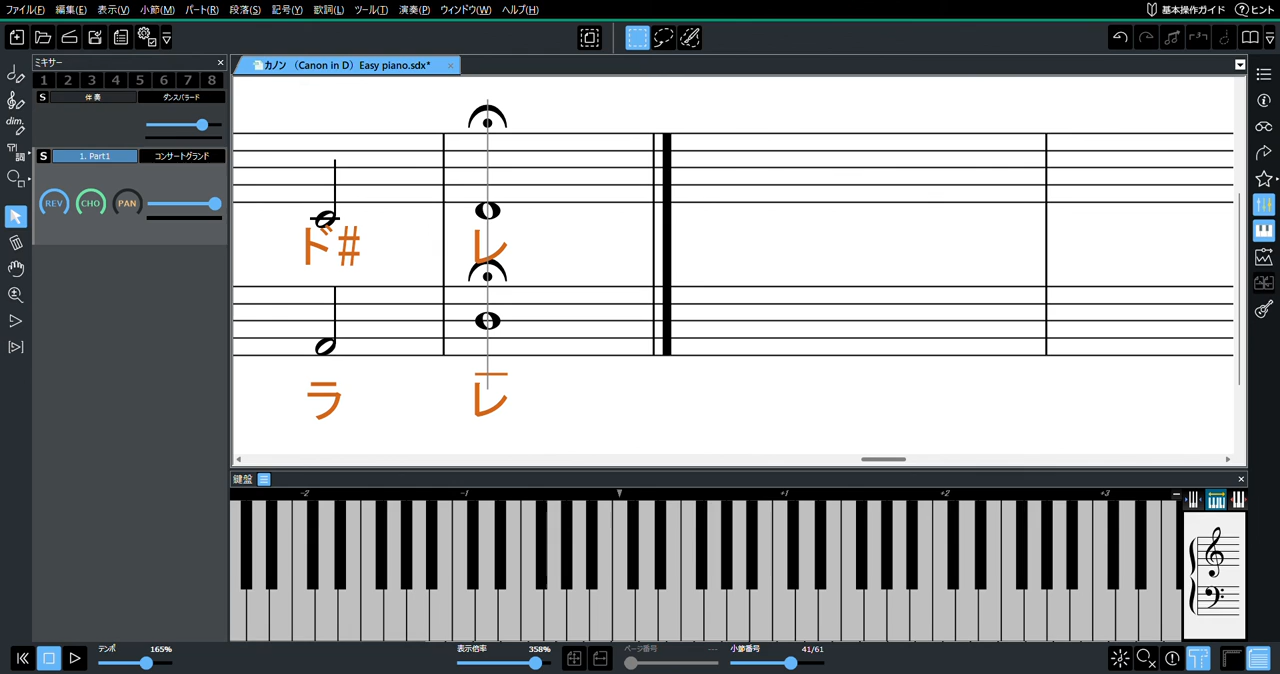 ファイル(F) 編集(E) 表示(V) 小節(M) パート(R) 段落(S) 記号(Y) 歌詞(L) ツール(T) 演奏(P) ウィンドウ(W) ヘルプ(H) 基本操作ガイド ヒント
ミキサー
カノン (Canon in D) Easy piano.sdx*
1 2 3 4 5 6 7 8
S 伴奏 ダンスバラード
dim.
調
S 1. Part1 コンサートグランド
REV CHO PAN
ド# レ
ラ レ
鍵盤
-2 -1 +1 +2 +3
テンポ 165% 表示倍率 358% ページ番号 --- 小節番号 41/61